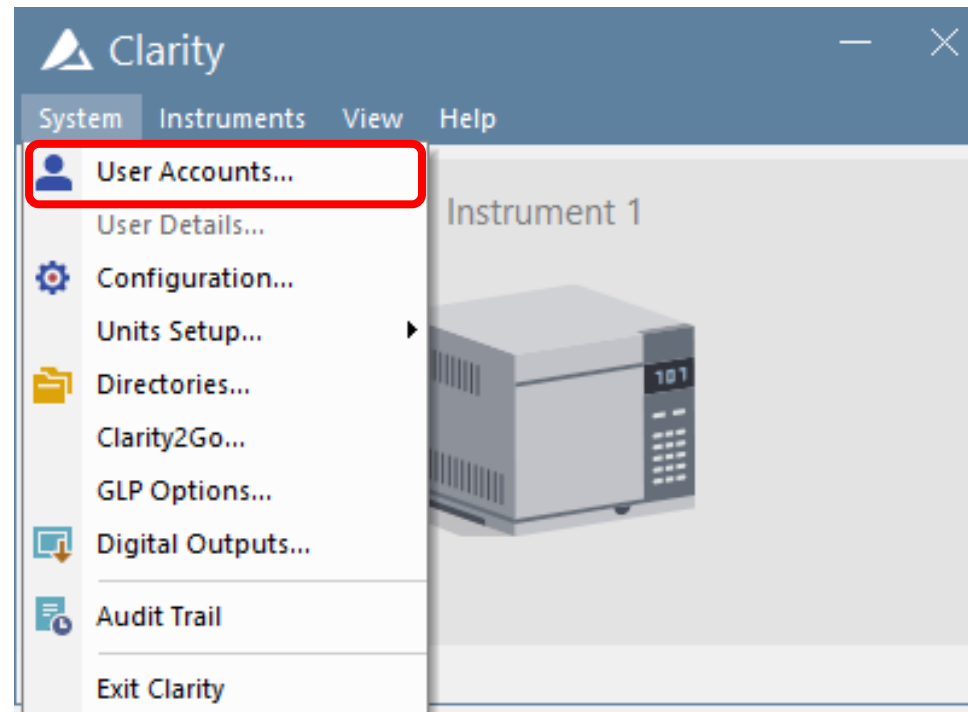 Clarity
System Instruments View Help
User Accounts...
User Details...
Configuration...
Units Setup...
Directories...
Clarity2Go...
GLP Options...
Digital Outputs...
Audit Trail
Exit Clarity
Instrument 1
101